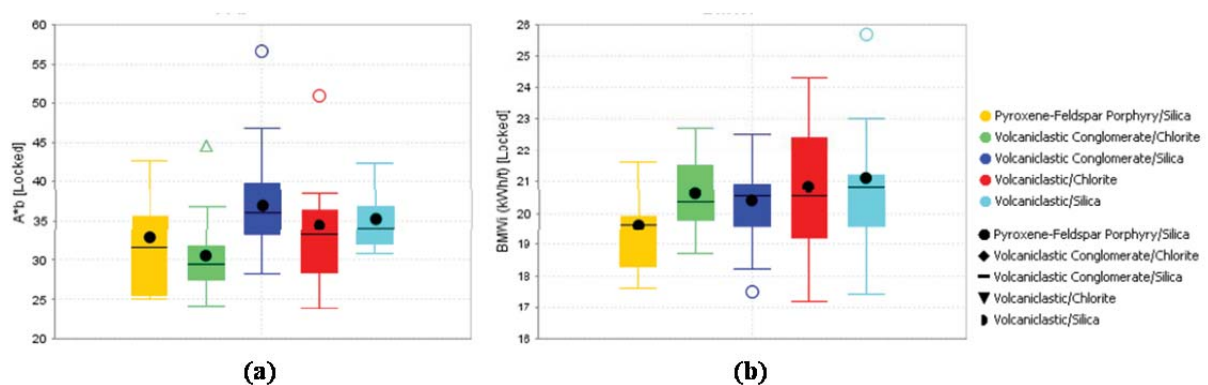 60
55
50
45
40
35
30
25
20
A*b [Locked]
(a)
26
25
24
23
22
21
20
19
18
17
16
BMWi (kWh/t) [Locked]
(b)
Pyroxene-Feldspar Porphyry/Silica
Volcaniclastic Conglomerate/Chlorite
Volcaniclastic Conglomerate/Silica
Volcaniclastic/Chlorite
Volcaniclastic/Silica
Pyroxene-Feldspar Porphyry/Silica
Volcaniclastic Conglomerate/Chlorite
Volcaniclastic Conglomerate/Silica
Volcaniclastic/Chlorite
Volcaniclastic/Silica